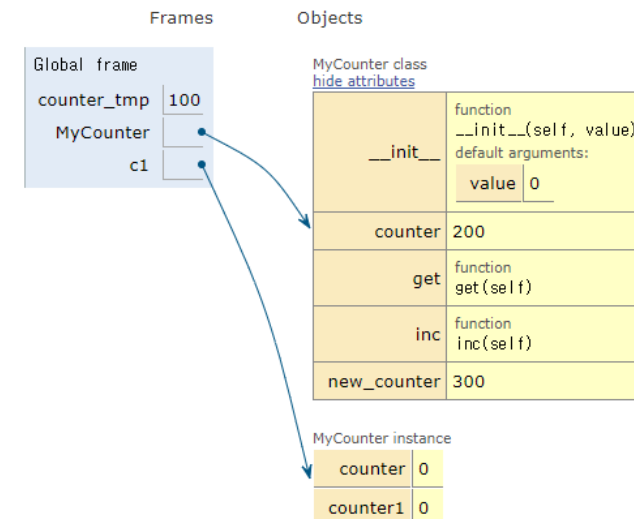 Frames Objects
Global frame
counter_tmp 100
MyCounter
c1
MyCounter class
hide attributes
__init__
function
__init__(self, value)
default arguments:
value 0
counter 200
get
function
get(self)
inc
function
inc(self)
new_counter 300
MyCounter instance
counter 0
counter1 0